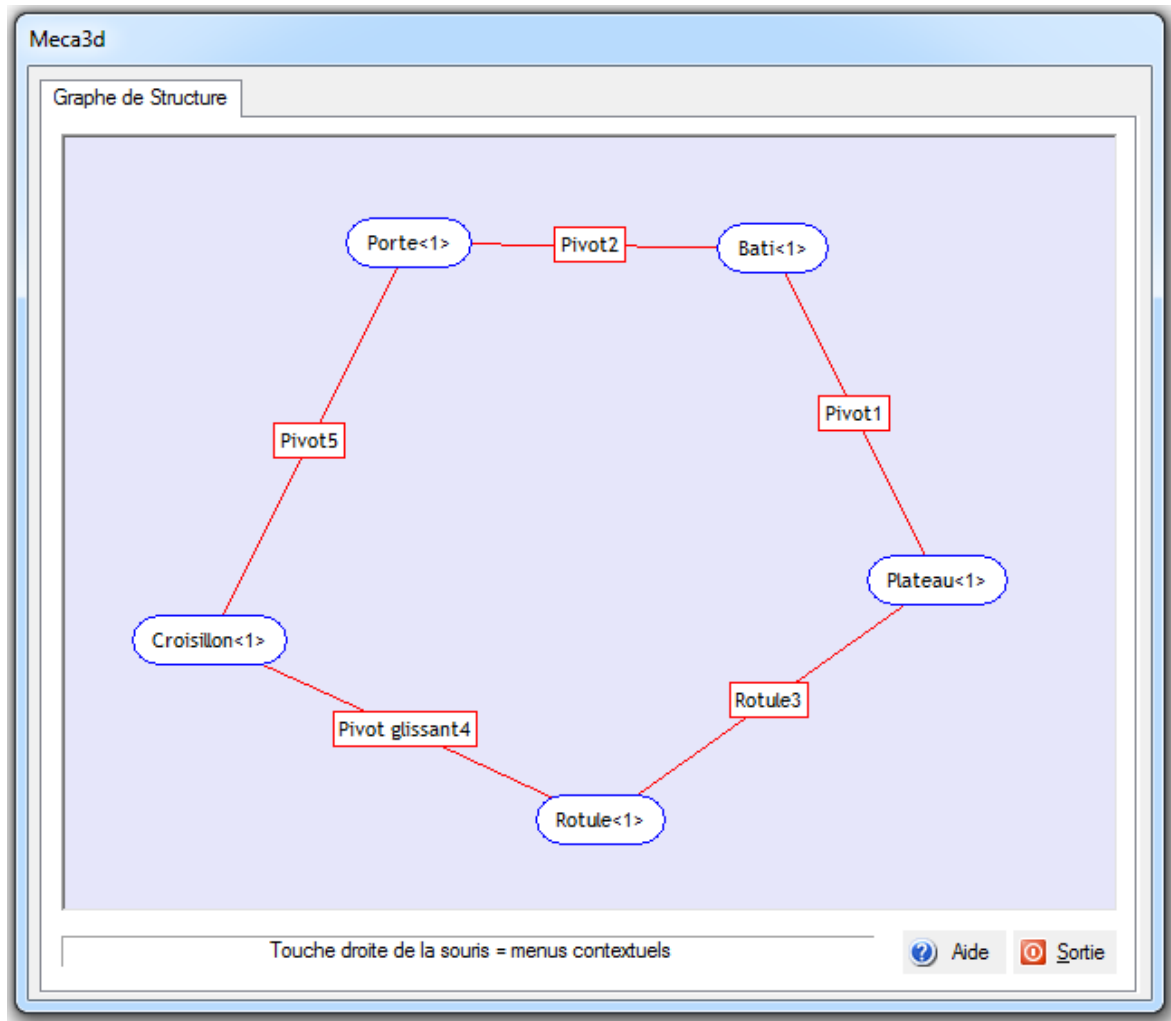 Meca3d
Graphe de Structure
Porte<1>
Pivot2
Bati<1>
Pivot5
Pivot1
Plateau<1>
Croisillon<1>
Rotule3
Pivot glissant4
Rotule<1>
Touche droite de la souris = menus contextuels
Aide
Sortie